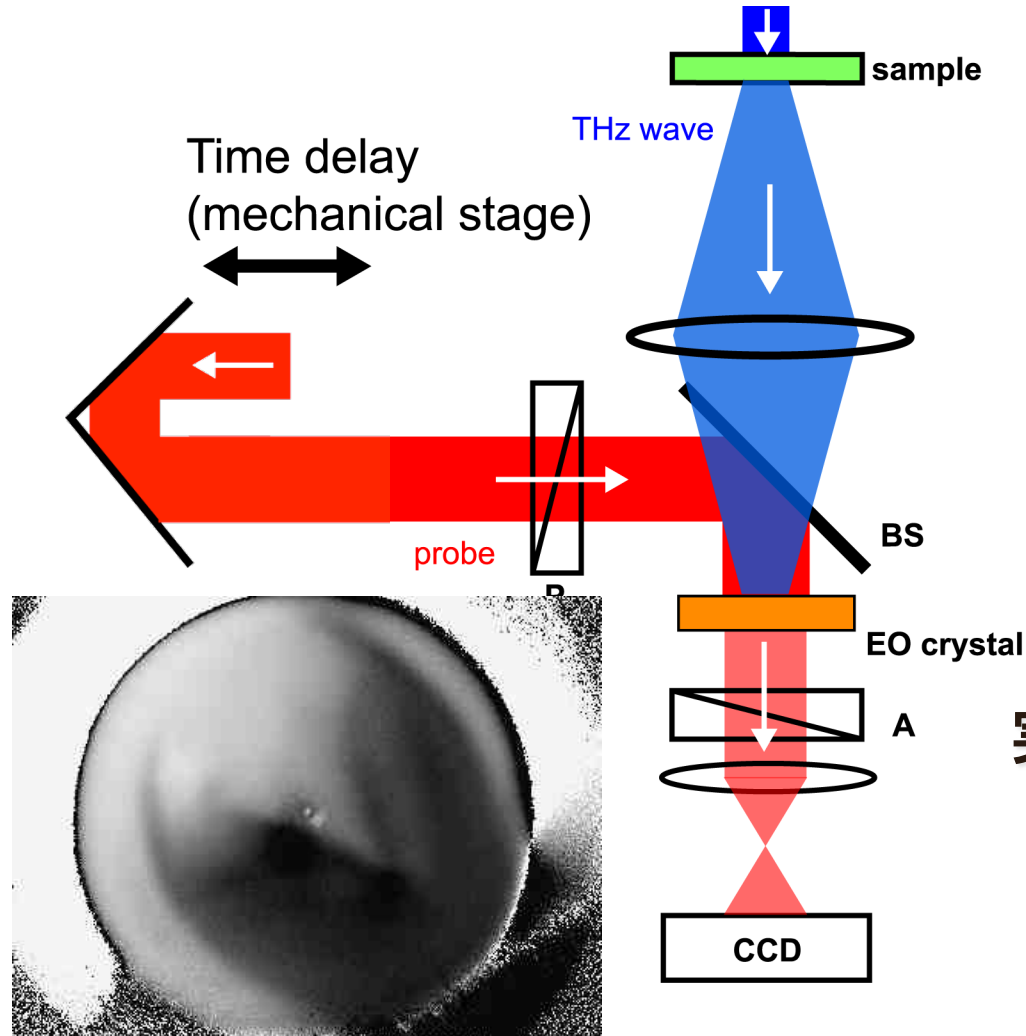 sample
THz wave
Time delay
(mechanical stage)
BS
probe
EO crystal
A
CCD